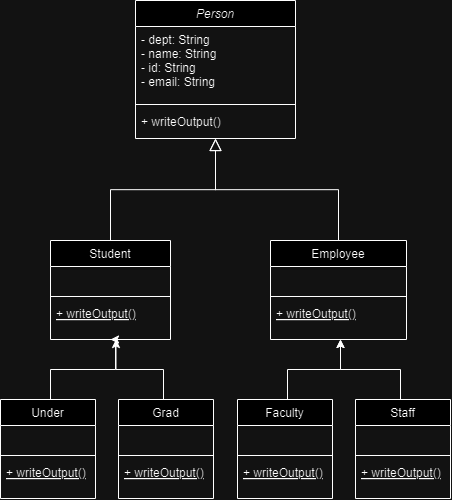 Person
- dept: String
- name: String
- id: String
- email: String
+ writeOutput()
Student
+ writeOutput()
Employee
+ writeOutput()
Under
+ writeOutput()
Grad
+ writeOutput()
Faculty
+ writeOutput()
Staff
+ writeOutput()